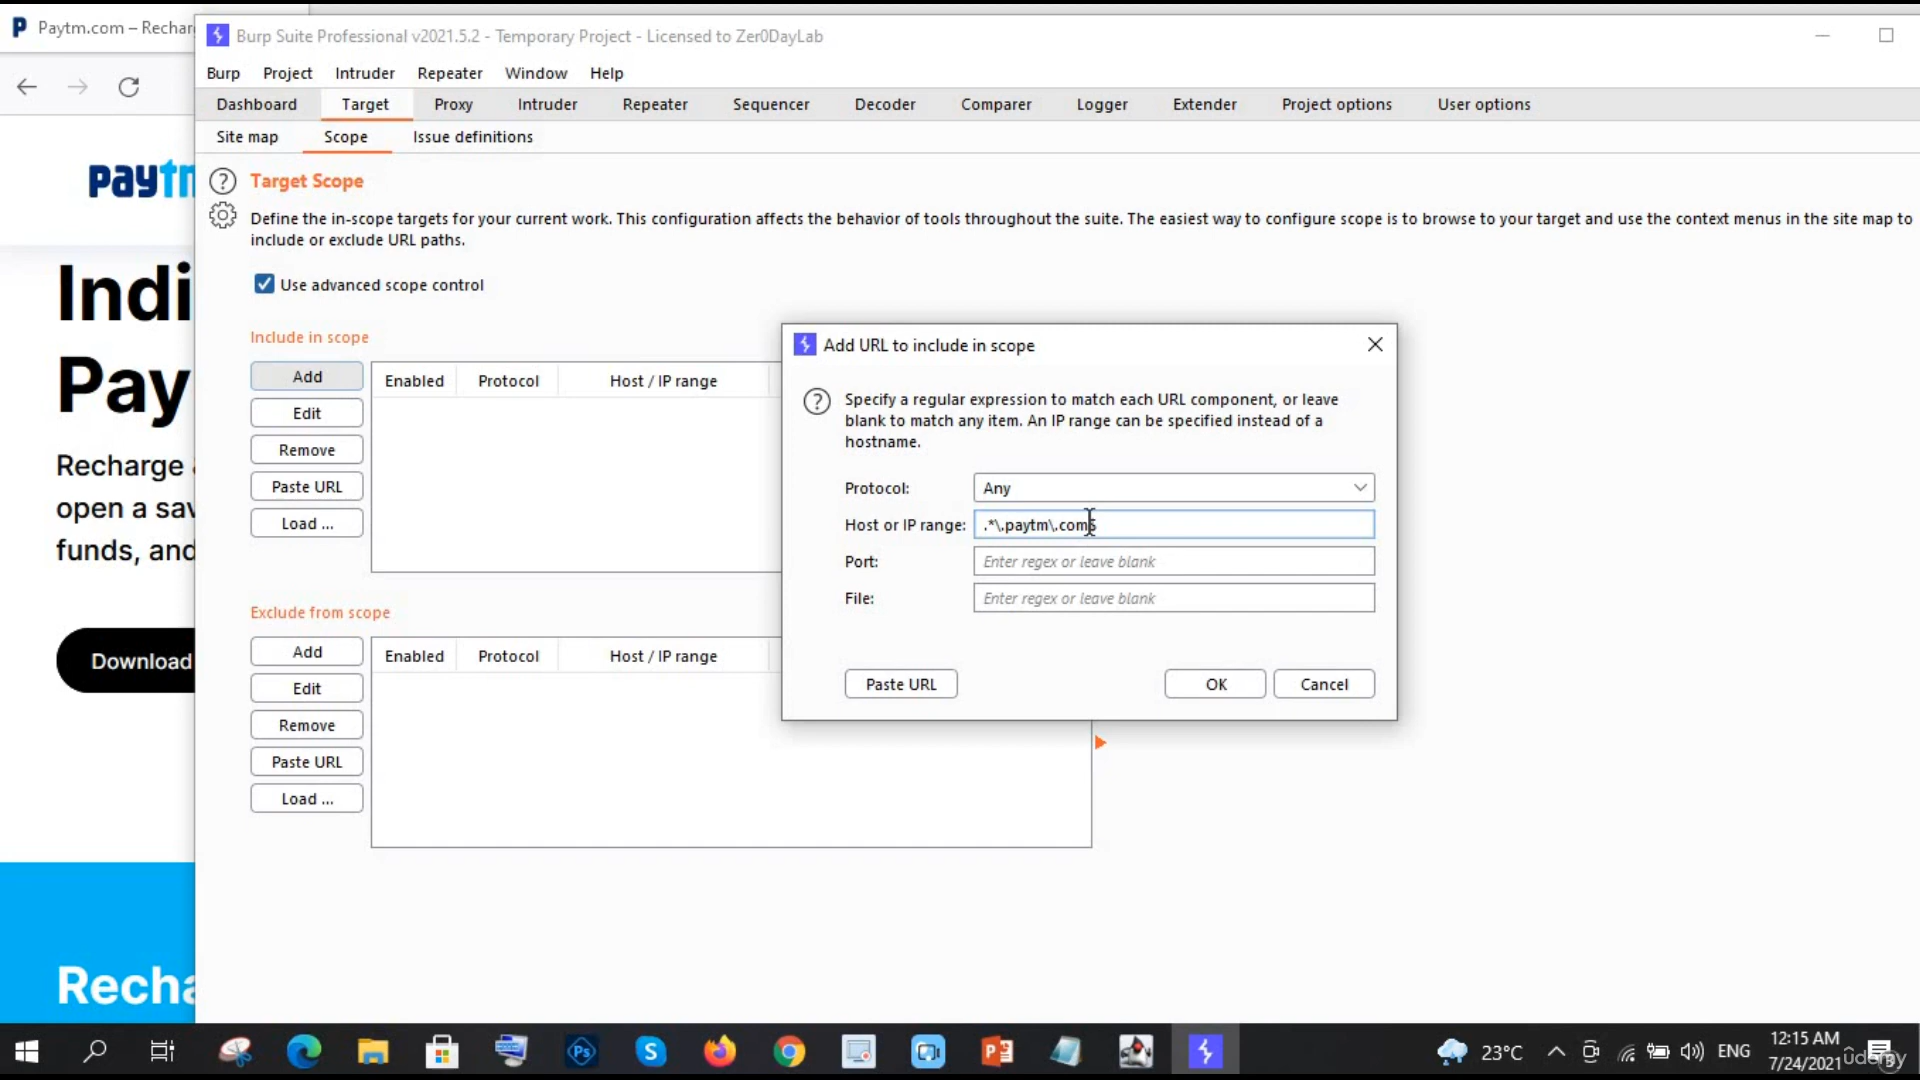 Paytm.com – Rechar
Burp Suite Professional v2021.5.2 - Temporary Project - Licensed to Zer0DayLab
Burp Project Intruder Repeater Window Help
Dashboard Target Proxy Intruder Repeater Sequencer Decoder Comparer Logger Extender Project options User options
Site map Scope Issue definitions
paytm
Target Scope
Define the in-scope targets for your current work. This configuration affects the behavior of tools throughout the suite. The easiest way to configure scope is to browse to your target and use the context menus in the site map to
include or exclude URL paths.
Use advanced scope control
Indi
Pay
Recharge
open a sav
funds, and
Download
Recha
Include in scope
Add
Edit
Remove
Paste URL
Load ...
Enabled Protocol Host / IP range
Exclude from scope
Add
Edit
Remove
Paste URL
Load ...
Enabled Protocol Host / IP range
Add URL to include in scope
Specify a regular expression to match each URL component, or leave
blank to match any item. An IP range can be specified instead of a
hostname.
Protocol: Any
Host or IP range: .*\.paytm\.com$
Port: Enter regex or leave blank
File: Enter regex or leave blank
Paste URL OK Cancel
23°C ENG
12:15 AM
7/24/2021
udemy